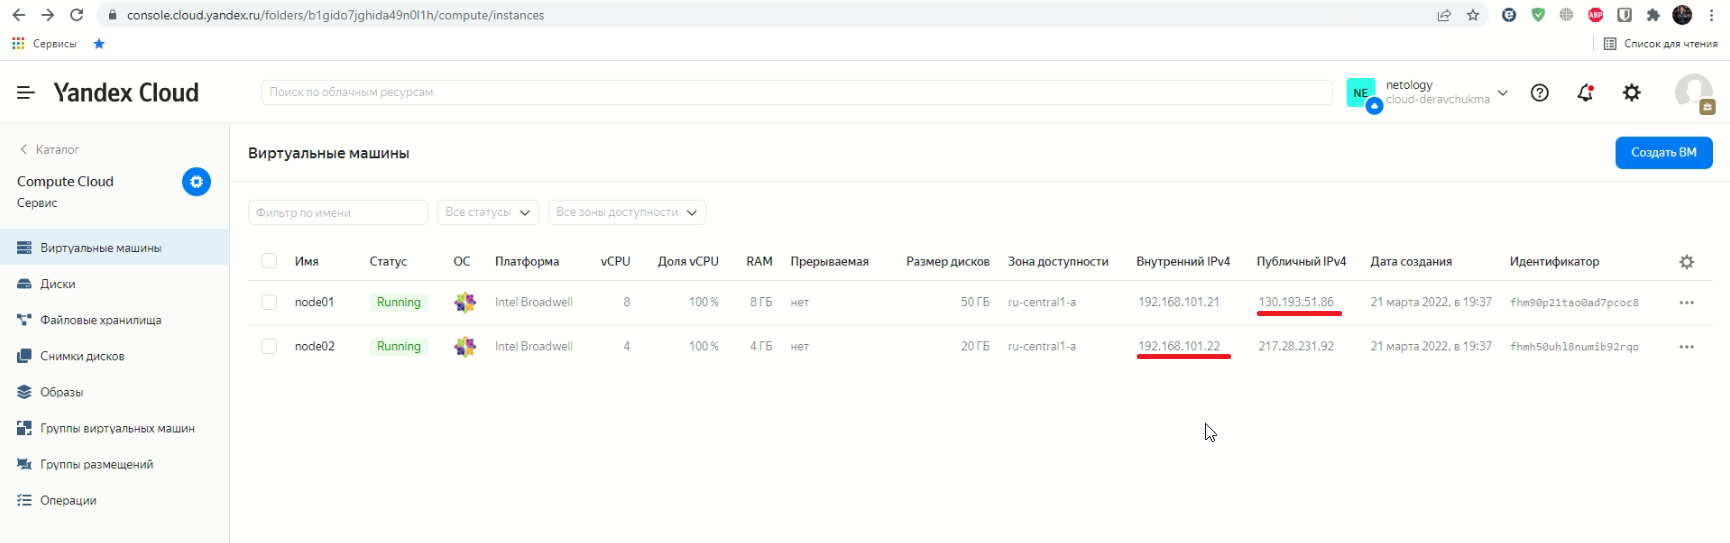 console.cloud.yandex.ru/folders/b1gido7jghida49n0l1h/compute/instances
ABP
Сервисы
Список для чтения
Yandex Cloud
Поиск по облачным ресурсам
NE
netology
cloud-deravchukma
Каталог
Compute Cloud
Сервис
Виртуальные машины
Диски
Файловые хранилища
Снимки дисков
Образы
Группы виртуальных машин
Группы размещений
Операции
Виртуальные машины
Создать ВМ
Фильтр по имени
Все статусы
Все зоны доступности
Имя Статус ОС Платформа vCPU Доля vCPU RAM Прерываемая Размер дисков Зона доступности Внутренний IPv4 Публичный IPv4 Дата создания Идентификатор
node01 Running Intel Broadwell 8 100 % 8 ГБ нет 50 ГБ ru-central1-a 192.168.101.21 130.193.51.86 21 марта 2022, в 19:37 fhm90p21tao0ad7pcoc8
node02 Running Intel Broadwell 4 100 % 4 ГБ нет 20 ГБ ru-central1-a 192.168.101.22 217.28.231.92 21 марта 2022, в 19:37 fhmh50uhl8numib92rqo